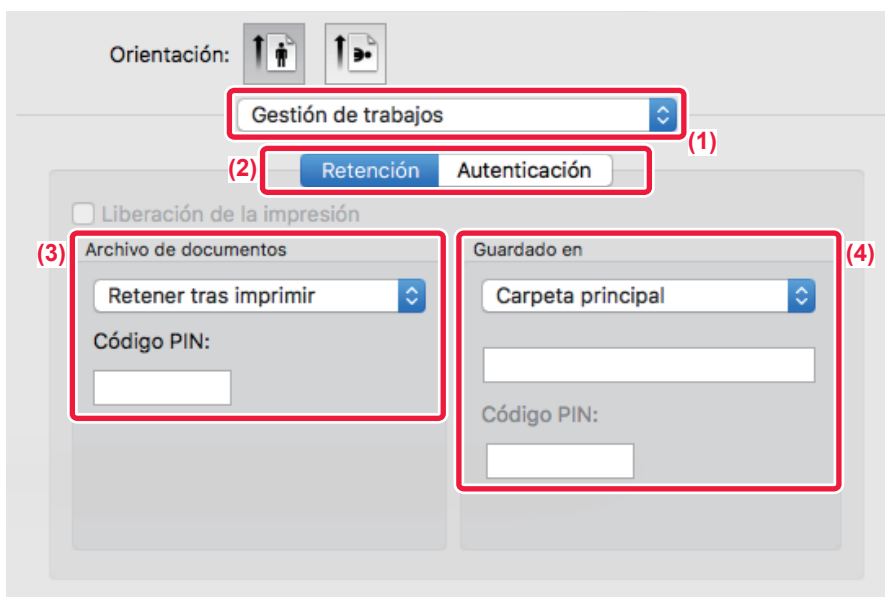 Orientación:
Gestión de trabajos
(1)
(2)
Retención Autenticación
Liberación de la impresión
(3)
Archivo de documentos
Retener tras imprimir
Código PIN:
Guardado en
(4)
Carpeta principal
Código PIN: